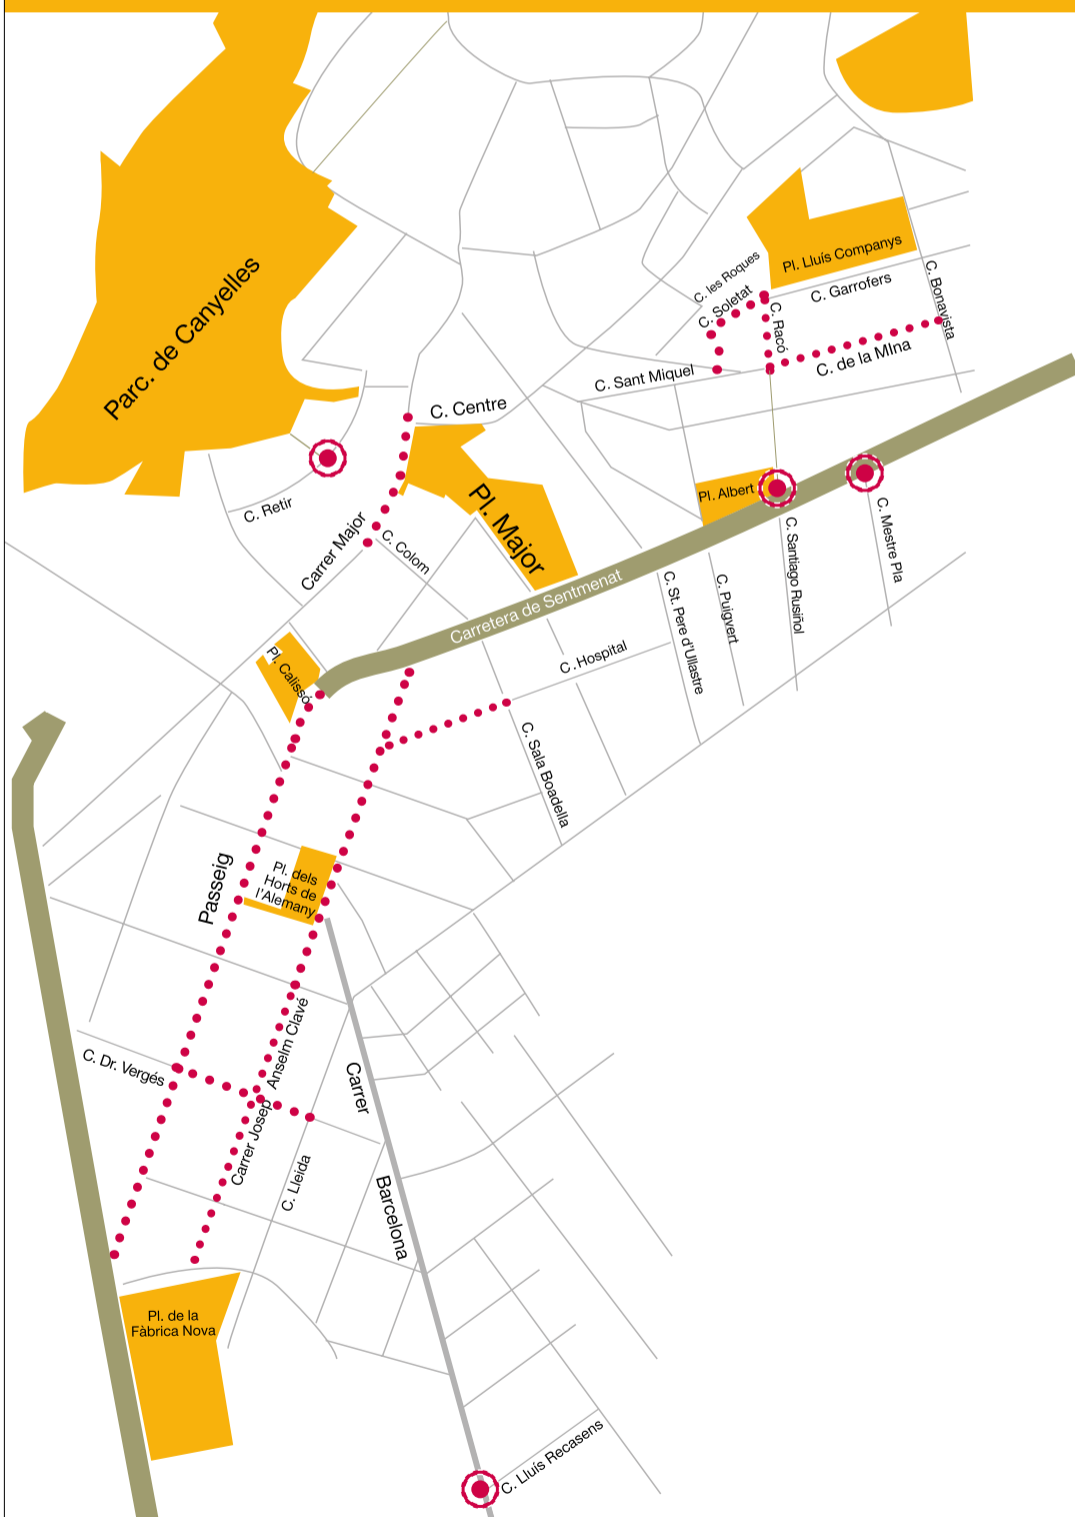 Parc. de Canyelles
Pl. Lluís Companys
C. les Roques
C. Soletat
C. Garrofers
C. Bonavista
C. Racó
C. de la MIna
C. Sant Miquel
C. Centre
Pl. Major
Pl. Albert
C. Retir
Carrer Major
C. Colom
C. Mestre Pla
C. Santiago Rusiñol
C. Puigvert
C. St. Pere d'Ullastre
Carretera de Sentmenat
C. Hospital
Pl. Calissó
C. Sala Boadella
Passeig
Pl. dels
Horts de
l'Alemany
C. Dr. Vergés
Carrer Josep Anselm Clavé
C. Lleida
Carrer Barcelona
Pl. de la
Fàbrica Nova
C. Lluís Recasens